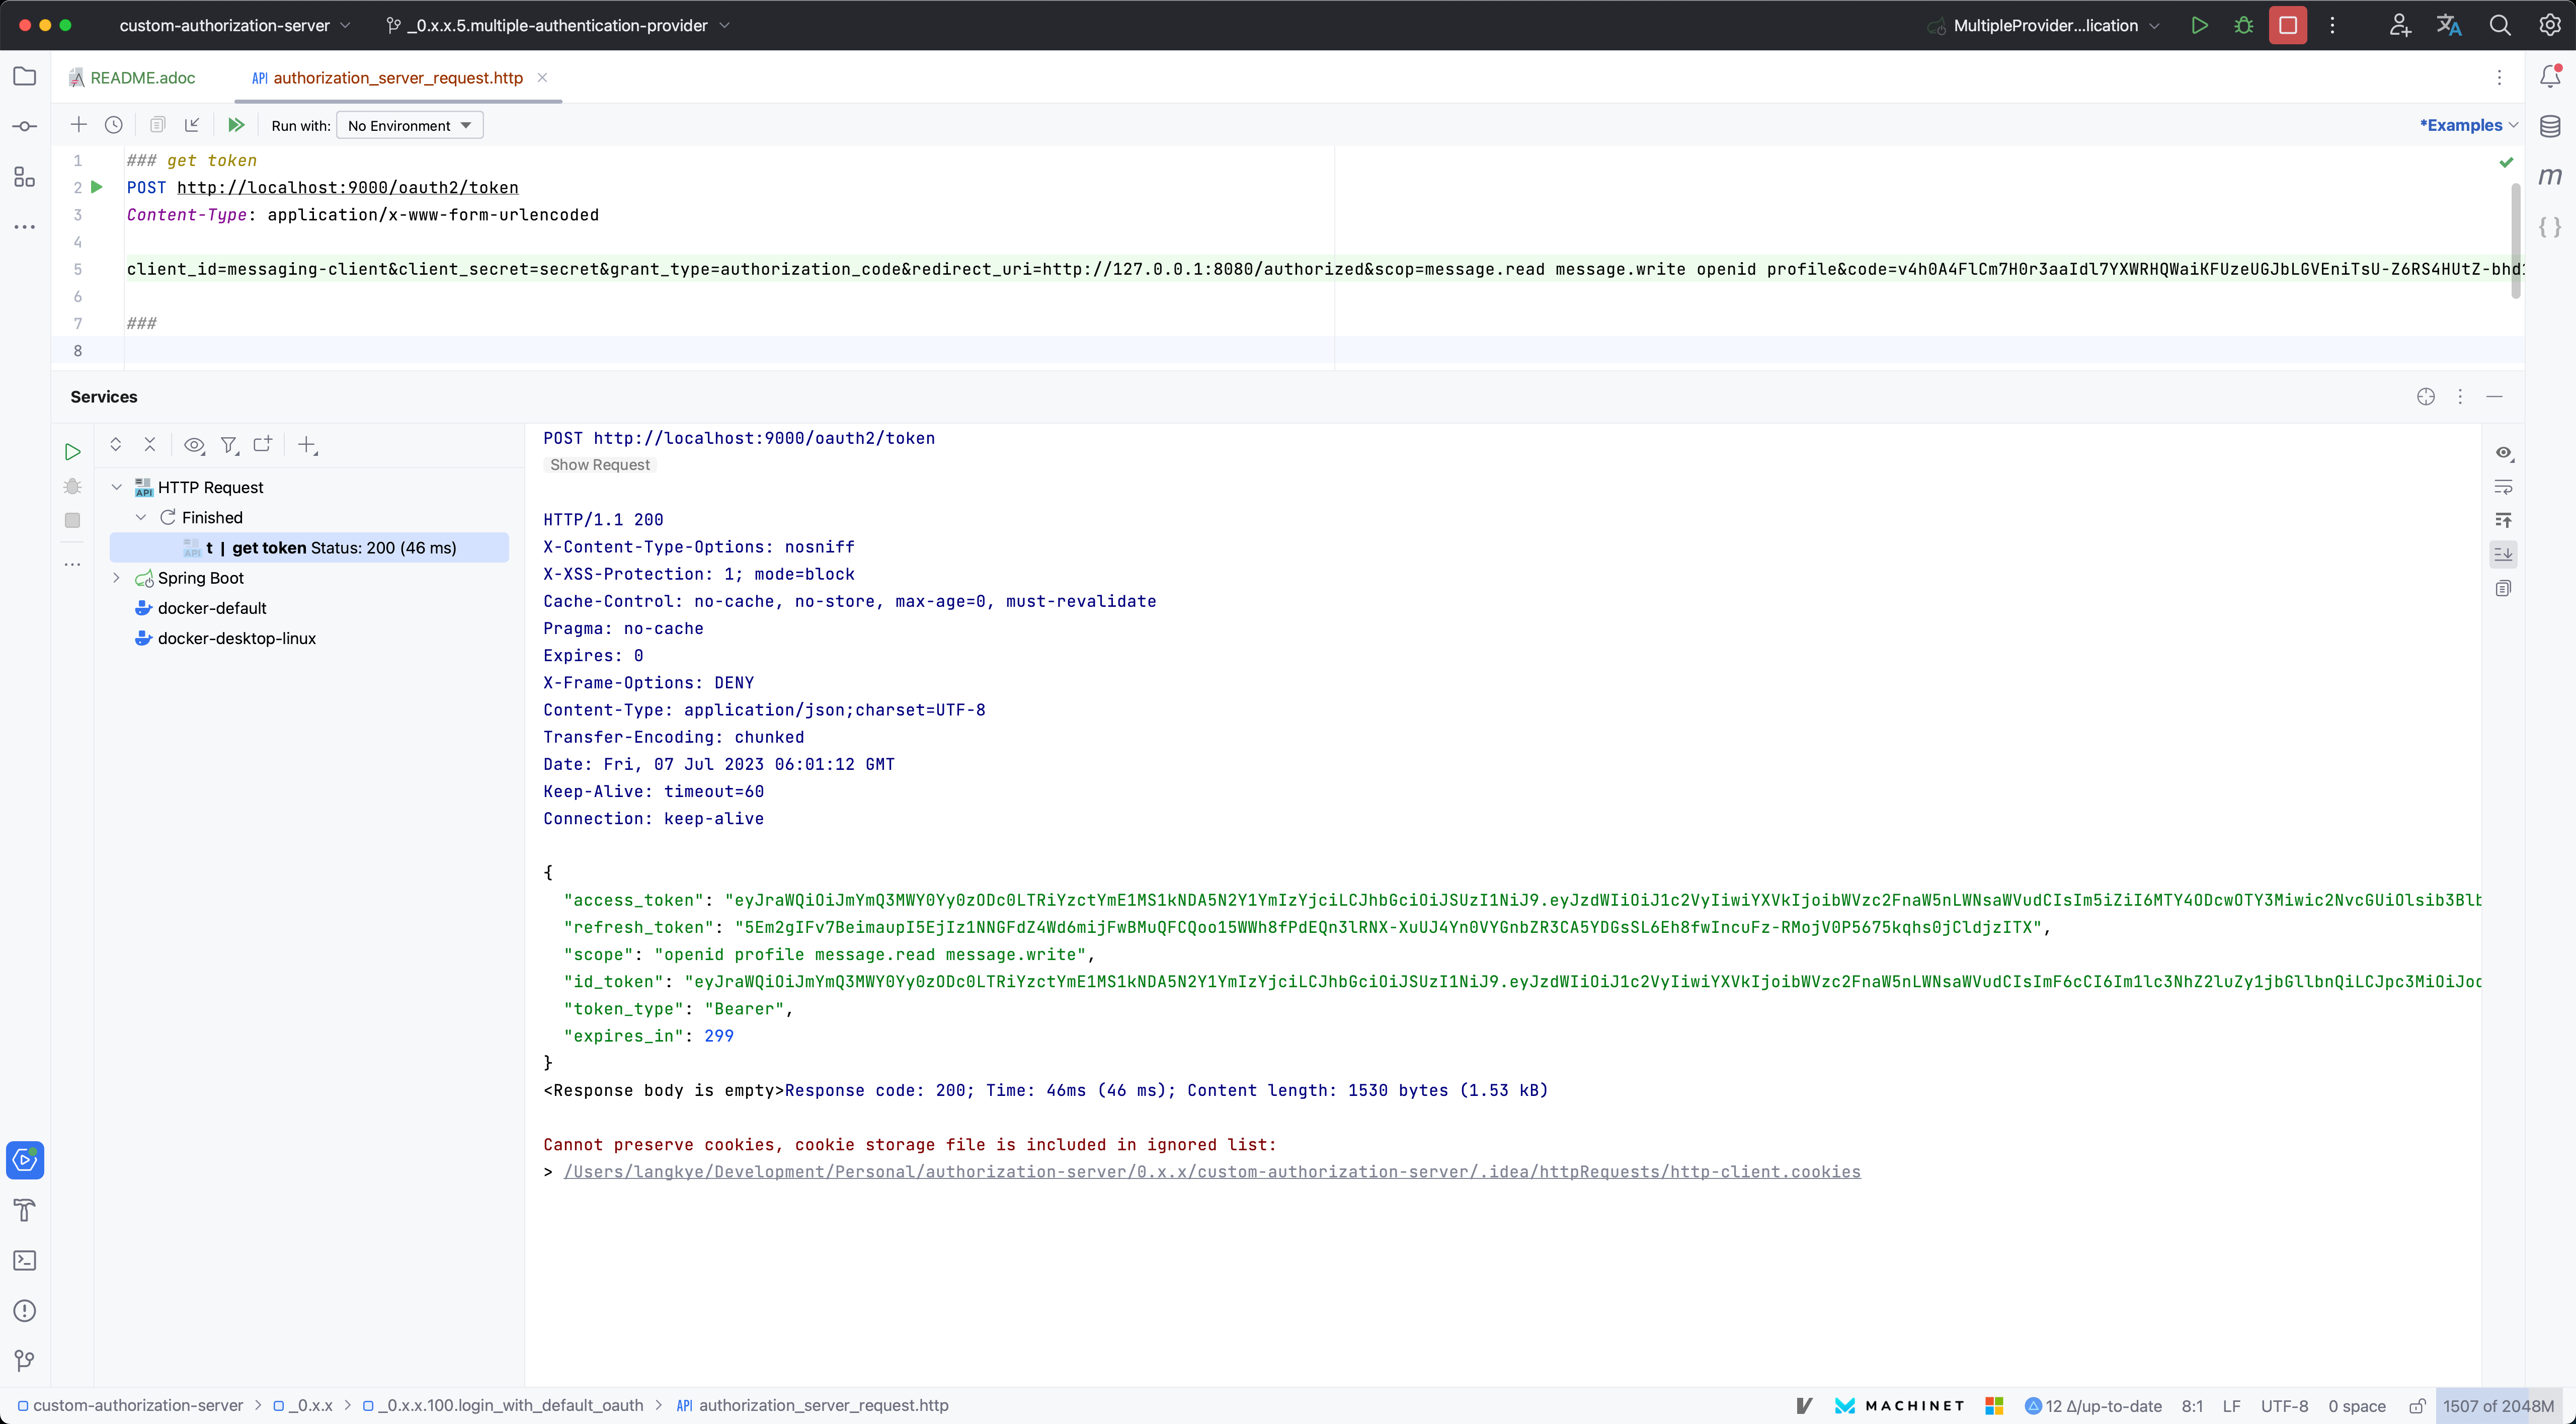 custom-authorization-server
_0.x.x.5.multiple-authentication-provider
MultipleProvider...lication
README.adoc
API authorization_server_request.http
Run with: No Environment
*Examples
1 ### get token
2 POST http://localhost:9000/oauth2/token
3 Content-Type: application/x-www-form-urlencoded
4
5 client_id=messaging-client&client_secret=secret&grant_type=authorization_code&redirect_uri=http://127.0.0.1:8080/authorized&scop=message.read message.write openid profile&code=v4h0A4FlCm7H0r3aaIdl7YXWRHQWaiKFUzeUGJbLGVEniTsU-Z6RS4HUtZ-bhd1
6
7 ###
8
Services
HTTP Request
Finished
t | get token Status: 200 (46 ms)
Spring Boot
docker-default
docker-desktop-linux
POST http://localhost:9000/oauth2/token
Show Request
HTTP/1.1 200
X-Content-Type-Options: nosniff
X-XSS-Protection: 1; mode=block
Cache-Control: no-cache, no-store, max-age=0, must-revalidate
Pragma: no-cache
Expires: 0
X-Frame-Options: DENY
Content-Type: application/json;charset=UTF-8
Transfer-Encoding: chunked
Date: Fri, 07 Jul 2023 06:01:12 GMT
Keep-Alive: timeout=60
Connection: keep-alive
{
"access_token": "eyJraWQiOiJmYmQ3MWY0Yy0zODc0LTRiYzctYmE1MS1kNDA5N2Y1YmIzYjciLCJhbGciOiJSUzI1NiJ9.eyJzdWIiOiJ1c2VyIiwiYXVkIjoibWVzc2FnaW5nLWNsaWVudCIsIm5iZiI6MTY4ODcwOTY3Miwic2NvcGUiOlsib3Blb
"refresh_token": "5Em2gIFv7BeimaupI5EjIz1NNGFdZ4Wd6mijFwBMuQFCQoo15WWh8fPdEQn3lRNX-XuUJ4Yn0VYGnbZR3CA5YDGsSL6Eh8fwIncuFz-RMojV0P5675kqhs0jCldjzITX",
"scope": "openid profile message.read message.write",
"id_token": "eyJraWQiOiJmYmQ3MWY0Yy0zODc0LTRiYzctYmE1MS1kNDA5N2Y1YmIzYjciLCJhbGciOiJSUzI1NiJ9.eyJzdWIiOiJ1c2VyIiwiYXVkIjoibWVzc2FnaW5nLWNsaWVudCIsImF6cCI6Im1lc3NhZ2luZy1jbGllbnQiLCJpc3MiOiJod
"token_type": "Bearer",
"expires_in": 299
}
<Response body is empty>Response code: 200; Time: 46ms (46 ms); Content length: 1530 bytes (1.53 kB)
Cannot preserve cookies, cookie storage file is included in ignored list:
> /Users/langkye/Development/Personal/authorization-server/0.x.x/custom-authorization-server/.idea/httpRequests/http-client.cookies
custom-authorization-server > _0.x.x > _0.x.x.100.login_with_default_oauth > API authorization_server_request.http
MACHINET
12 Δ/up-to-date
8:1
LF
UTF-8
0 space
1507 of 2048M